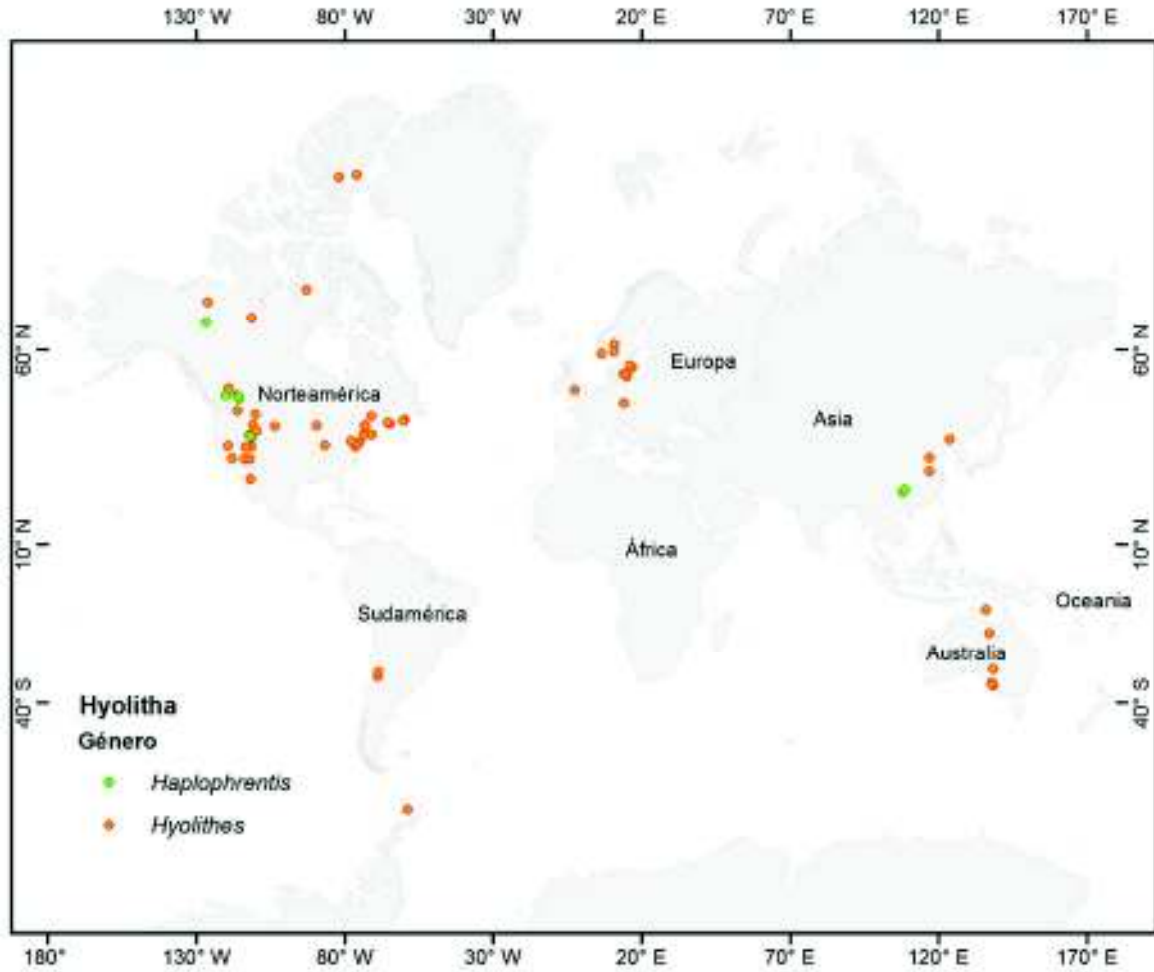 130° W 80° W 30° W 20° E 70° E 120° E 170° E
60° N 60° N
Europa
Norteamérica
Asia
10° N 10° N
África
Oceania
Sudamérica
Australia
40° S 40° S
Hyolitha
Género
Haplophrentis
Hyolithes
180° 130° W 80° W 30° W 20° E 70° E 120° E 170° E